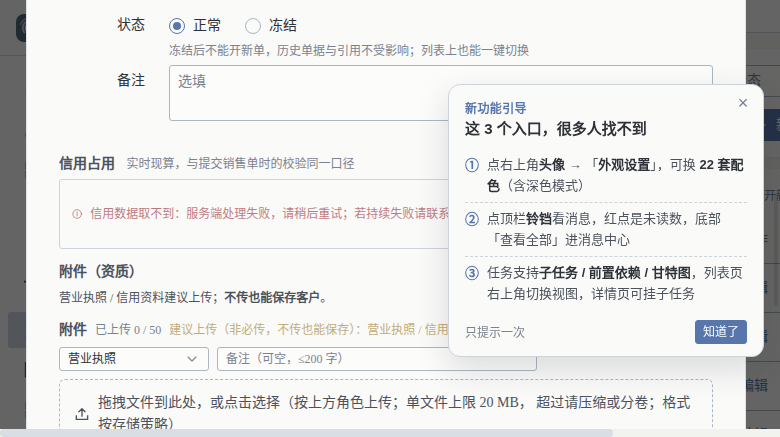 状态 正常 冻结
冻结后不能开新单，历史单据与引用不受影响；列表上也能一键切换
备注 选填
新功能引导 ×
这 3 个入口，很多人找不到
① 点右上角头像 → 「外观设置」，可换 22 套配
色（含深色模式）
② 点顶栏铃铛看消息，红点是未读数，底部
「查看全部」进消息中心
③ 任务支持子任务 / 前置依赖 / 甘特图，列表页
右上角切换视图，详情页可挂子任务
只提示一次 知道了
信用占用 实时现算，与提交销售单时的校验同一口径
信用数据取不到：服务端处理失败，请稍后重试；若持续失败请联系
附件（资质）
营业执照 / 信用资料建议上传；不传也能保存客户。
附件 已上传 0 / 50 建议上传（非必传，不传也能保存）：营业执照 / 信用
营业执照 备注（可空，≤200 字）
拖拽文件到此处，或点击选择（按上方角色上传；单文件上限 20 MB， 超过请压缩或分卷；格式
按存储策略）
编辑